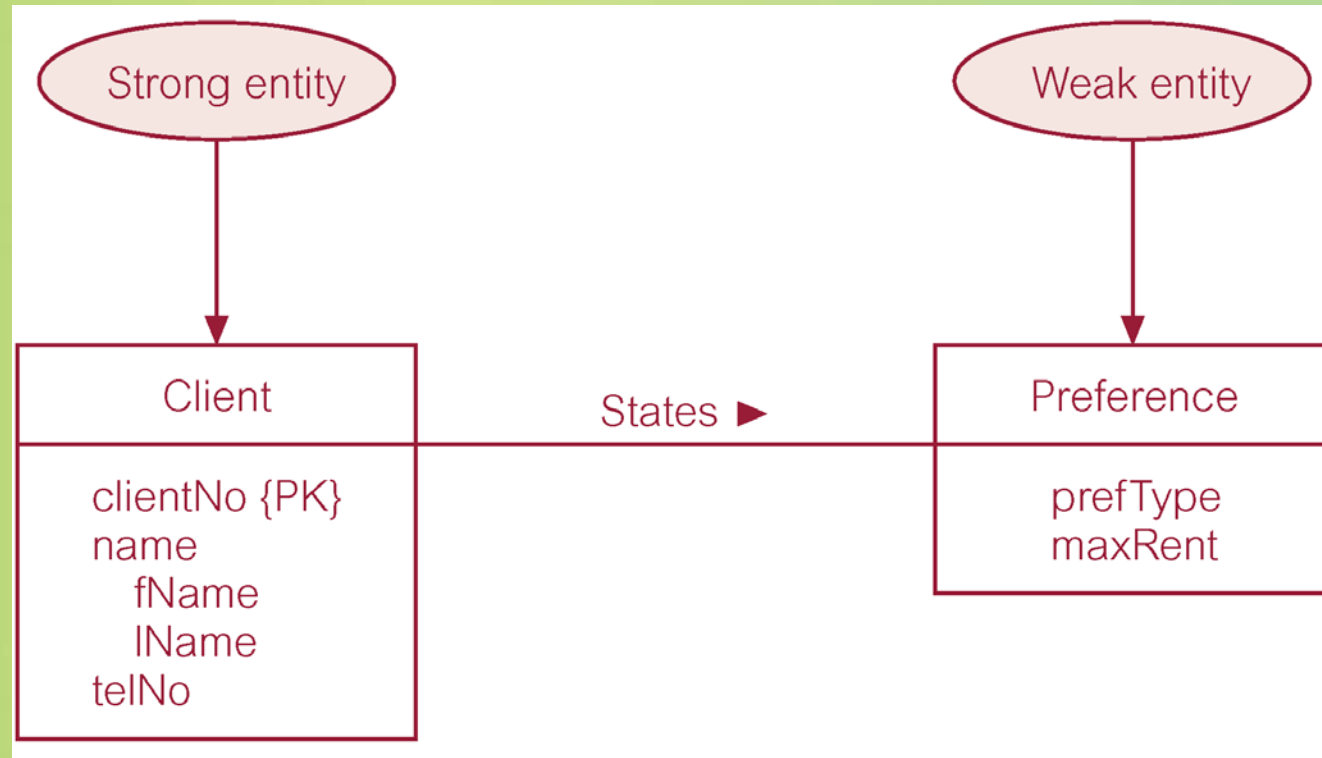 Strong entity
Weak entity
Client
States ►
Preference
clientNo {PK}
name
fName
lName
telNo
prefType
maxRent